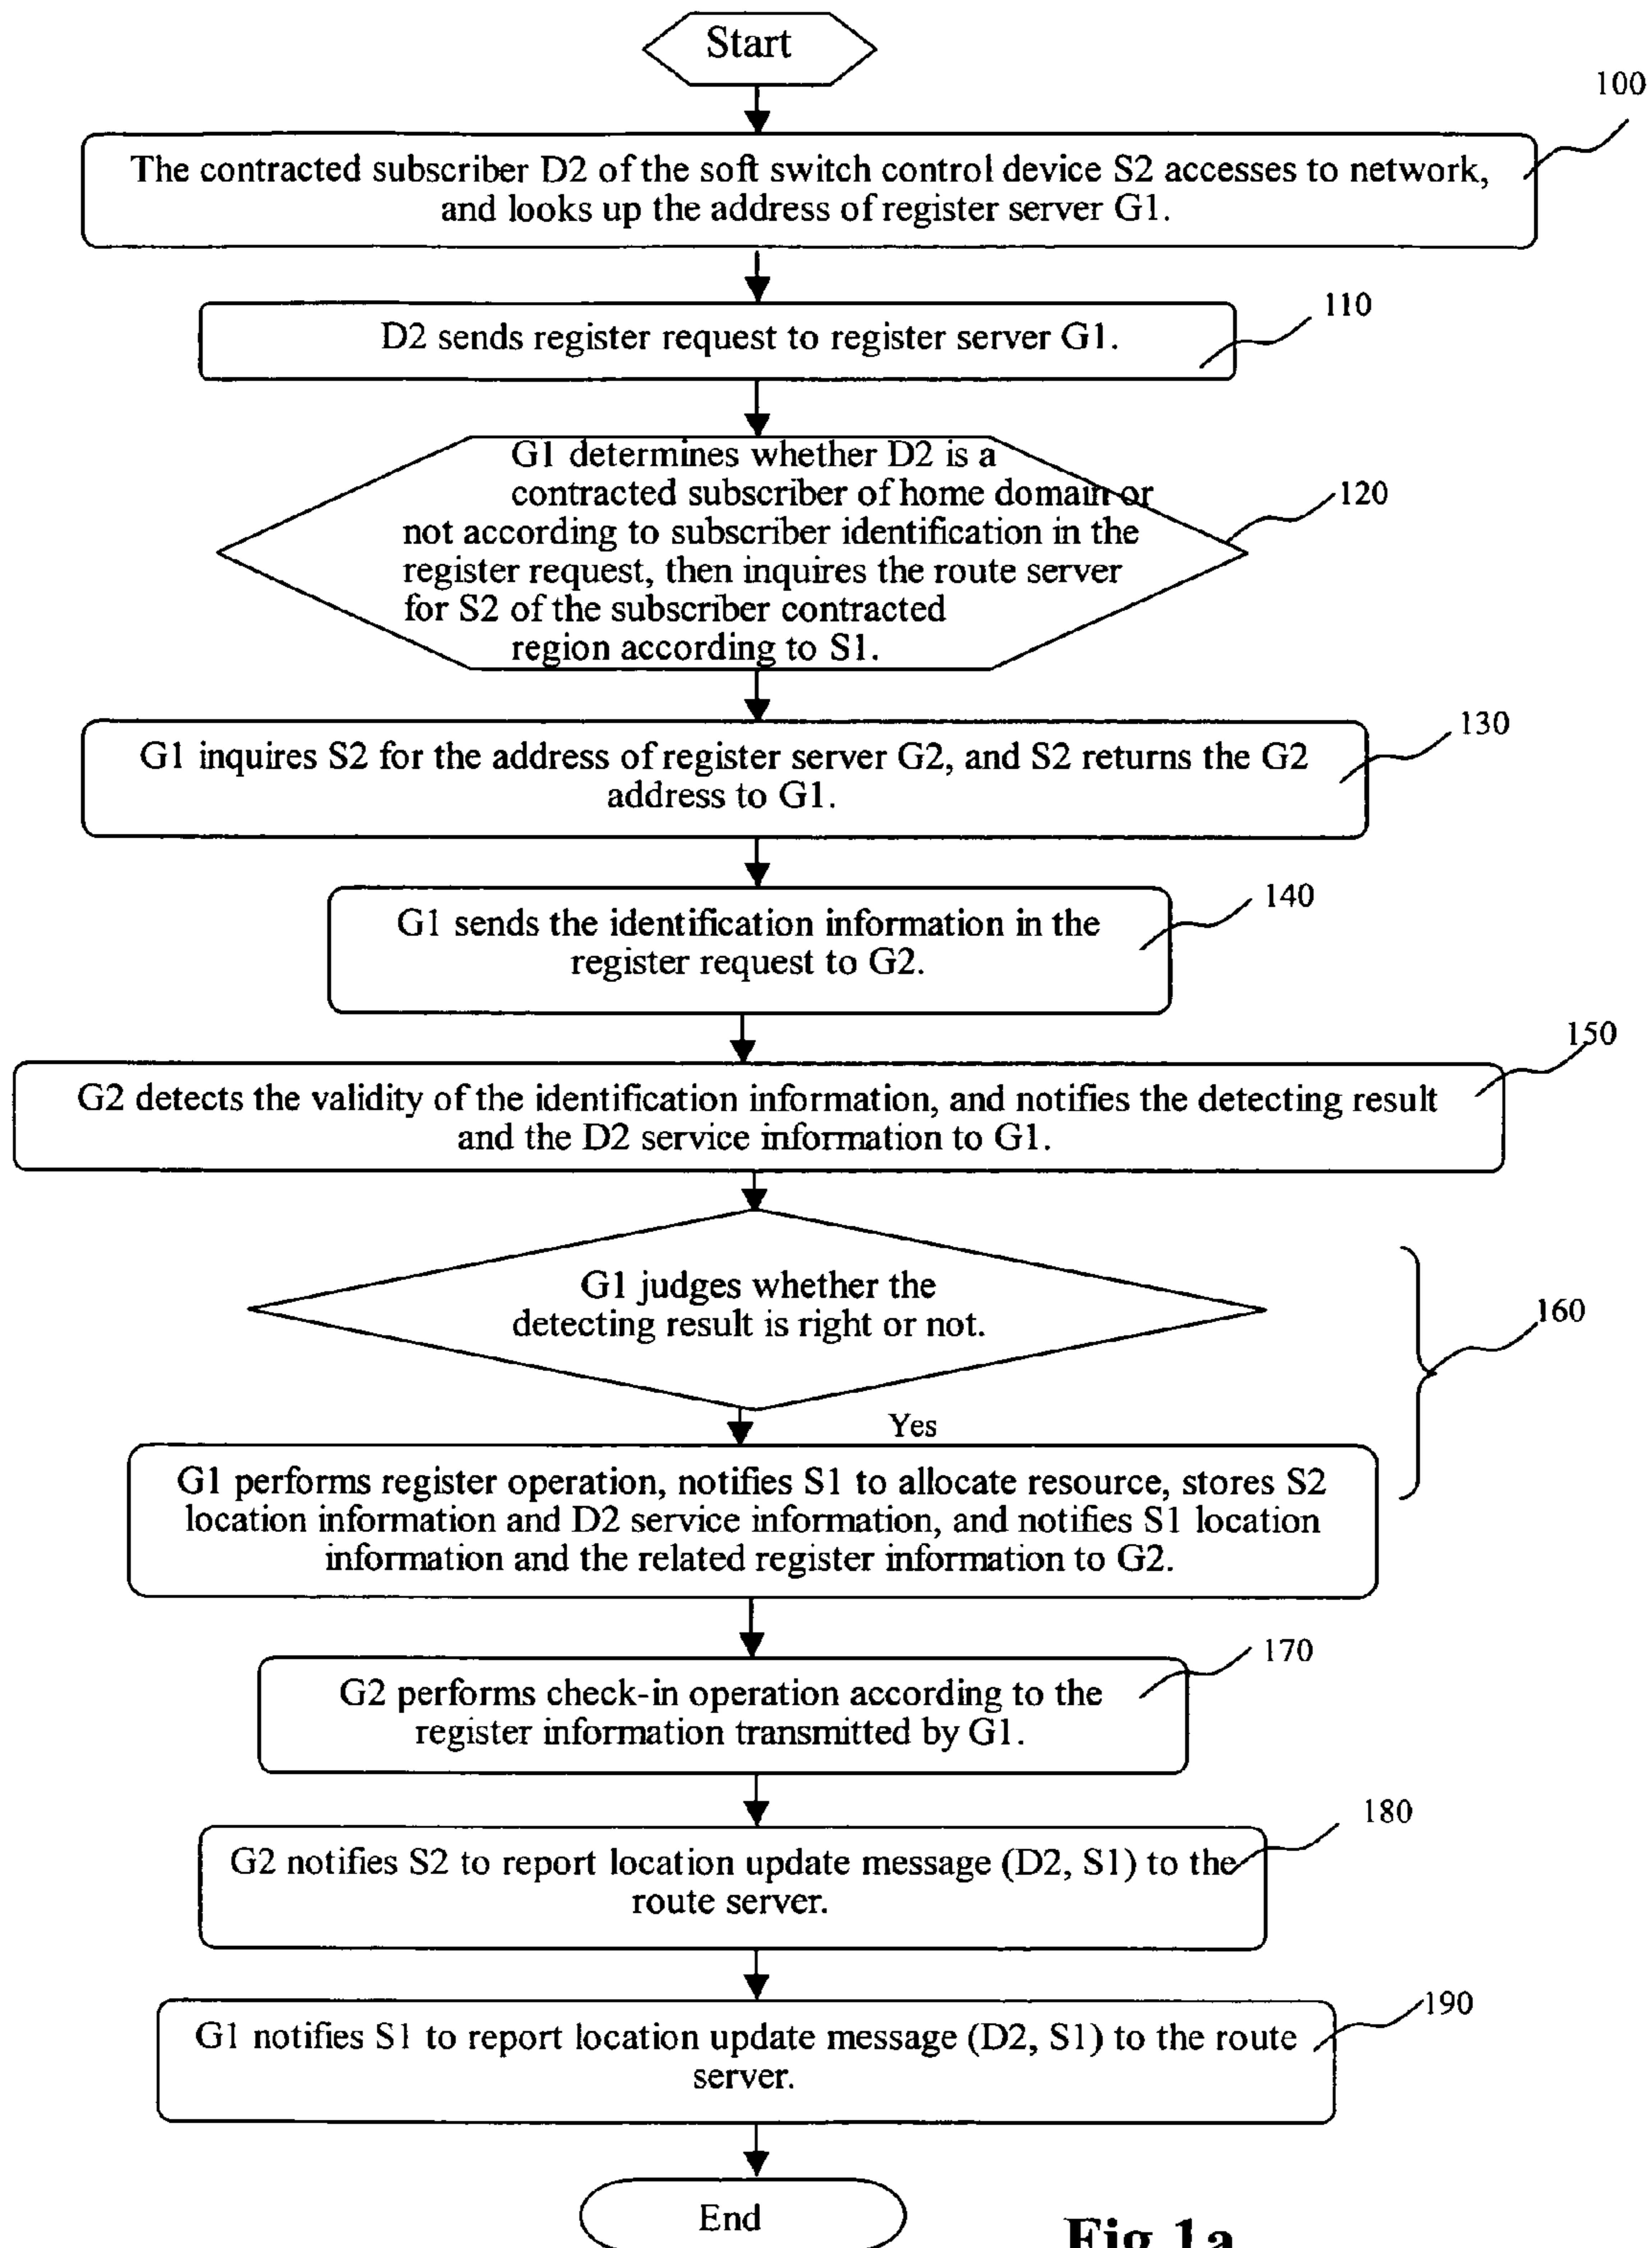 Start
100
The contracted subscriber D2 of the soft switch control device S2 accesses to network,
and looks up the address of register server G1.
110
D2 sends register request to register server G1.
G1 determines whether D2 is a
contracted subscriber of home domain or
120
not according to subscriber identification in the
register request, then inquires the route server
for S2 of the subscriber contracted
region according to S1.
130
G1 inquires S2 for the address of register server G2, and S2 returns the G2
address to G1.
140
G1 sends the identification information in the
register request to G2.
150
G2 detects the validity of the identification information, and notifies the detecting result
and the D2 service information to G1.
G1 judges whether the
detecting result is right or not.
160
Yes
G1 performs register operation, notifies S1 to allocate resource, stores S2
location information and D2 service information, and notifies S1 location
information and the related register information to G2.
170
G2 performs check-in operation according to the
register information transmitted by G1.
180
G2 notifies S2 to report location update message (D2, S1) to the
route server.
190
G1 notifies S1 to report location update message (D2, S1) to the route
server.
End
Fig.1a